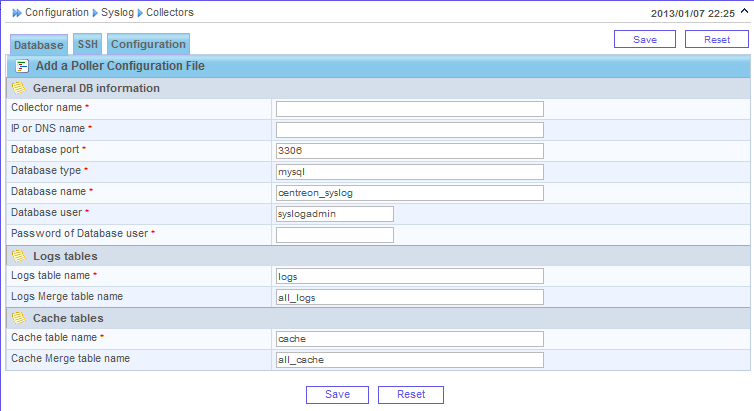 Configuration Syslog Collectors 2013/01/07 22:25
Database SSH Configuration Save Reset
Add a Poller Configuration File
General DB information
Collector name *
IP or DNS name *
Database port * 3306
Database type * mysql
Database name * centreon_syslog
Database user * syslogadmin
Password of Database user *
Logs tables
Logs table name * logs
Logs Merge table name all_logs
Cache tables
Cache table name * cache
Cache Merge table name all_cache
Save Reset